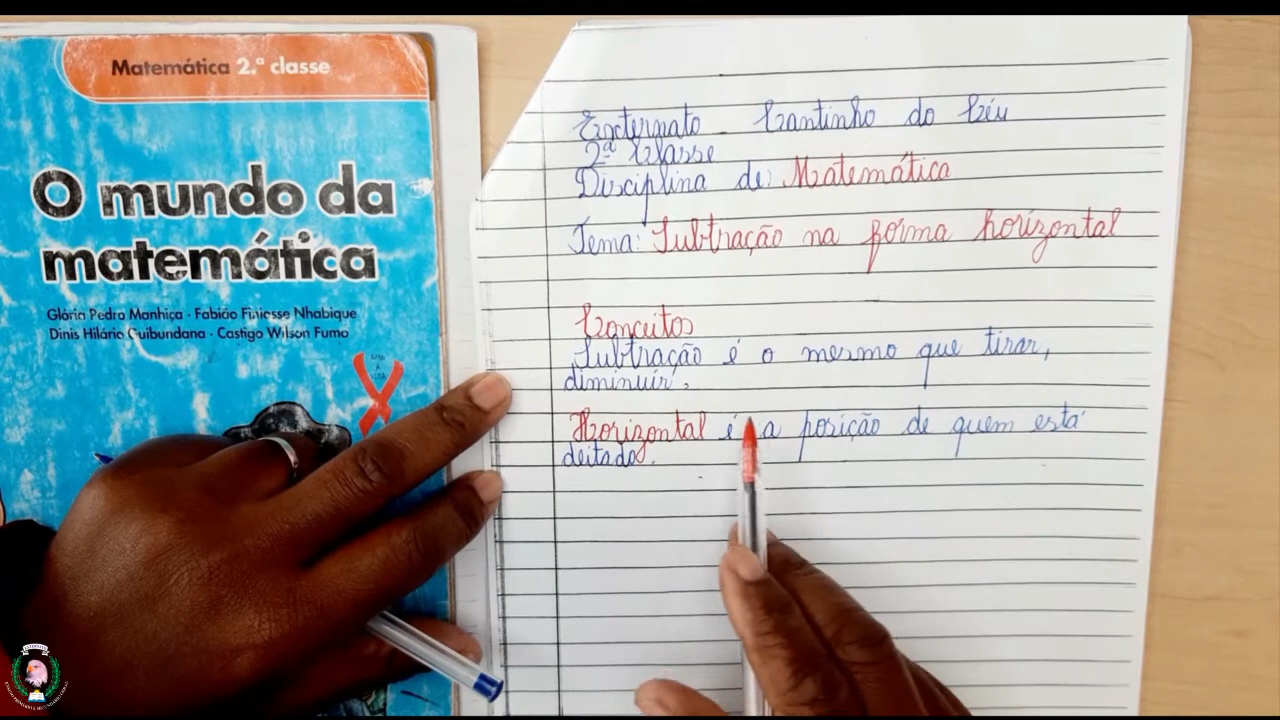 Matemática 2.ª classe
O mundo da
matemática
Glória Pedro Manhiça · Fabião Finiosse Nhabique
Dinis Hilário Guibundana · Castigo Wilson Fumo
Externato _ Cantinho do Céu
2ª Classe
Disciplina de: Matemática
Tema: Subtração na forma horizontal
Conceitos
Subtração é o mesmo que tirar,
diminuir.
Horizontal é a posição de quem está
deitado.